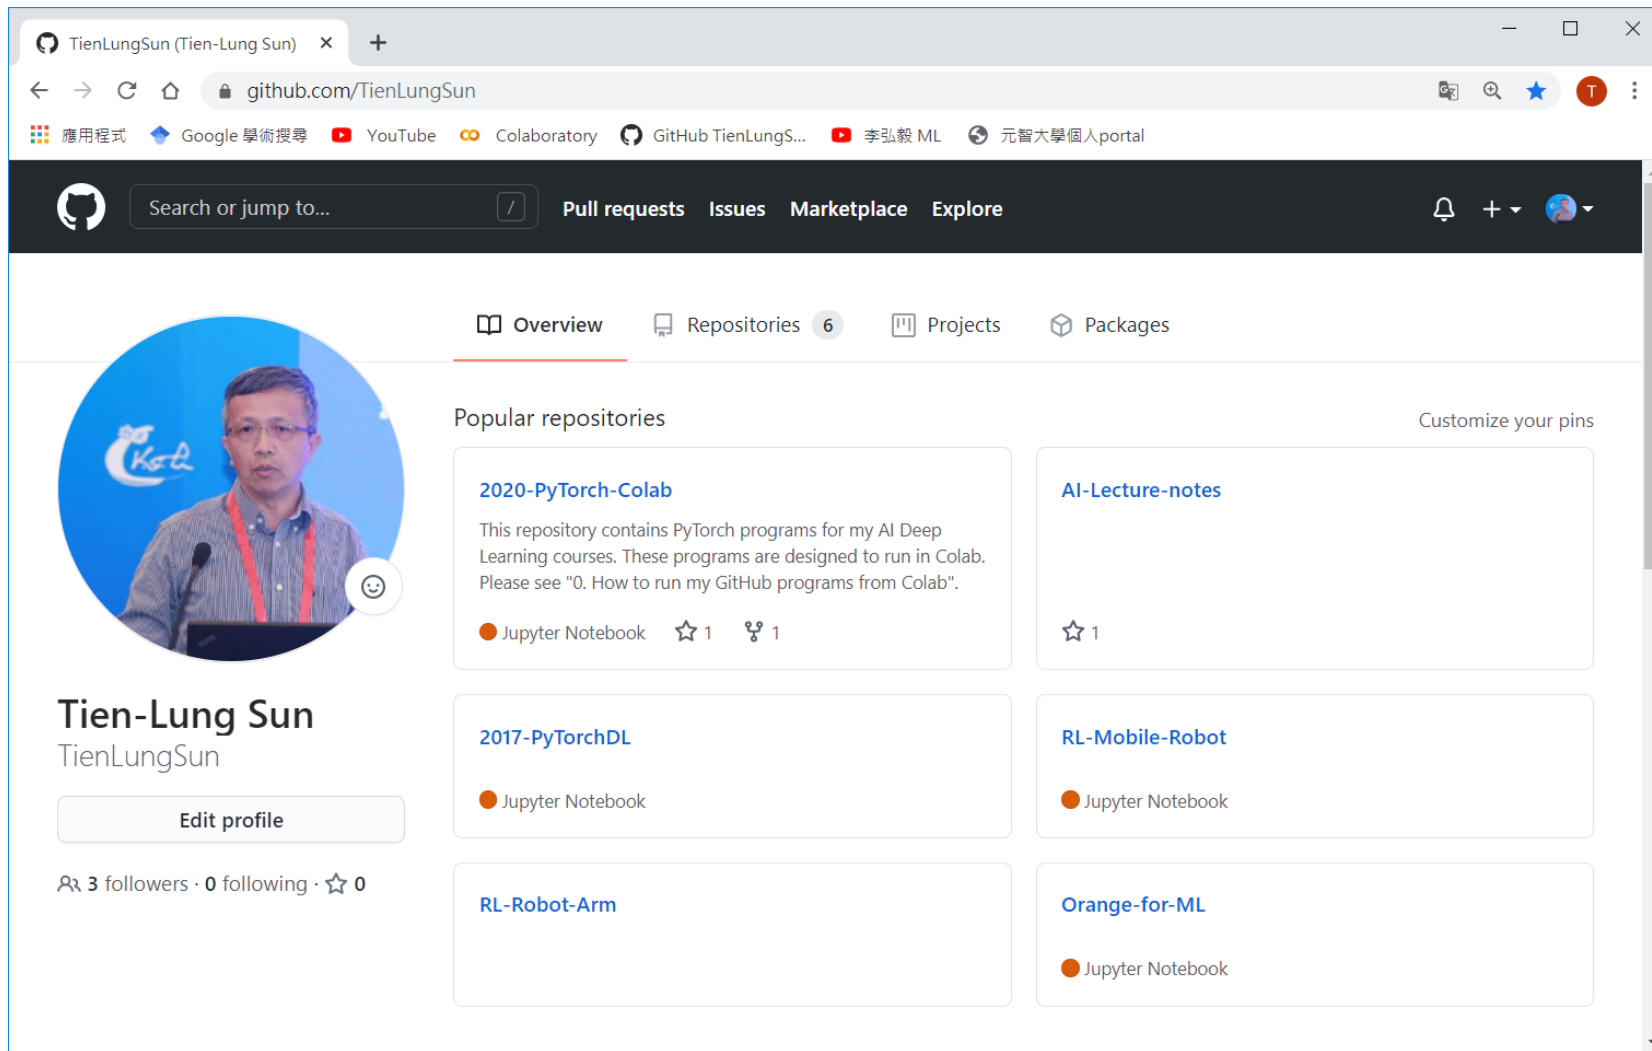 TienLungSun (Tien-Lung Sun)
github.com/TienLungSun
T
應用程式 Google 學術搜尋 YouTube Colaboratory GitHub TienLungS... 李弘毅 ML 元智大學個人portal
Search or jump to... / Pull requests Issues Marketplace Explore
Overview Repositories 6 Projects Packages
Popular repositories
Customize your pins
2020-PyTorch-Colab
This repository contains PyTorch programs for my AI Deep
Learning courses. These programs are designed to run in Colab.
Please see "0. How to run my GitHub programs from Colab".
Jupyter Notebook 1 1
AI-Lecture-notes
1
2017-PyTorchDL
Jupyter Notebook
RL-Mobile-Robot
Jupyter Notebook
RL-Robot-Arm
Orange-for-ML
Jupyter Notebook
Tien-Lung Sun
TienLungSun
Edit profile
3 followers · 0 following · 0